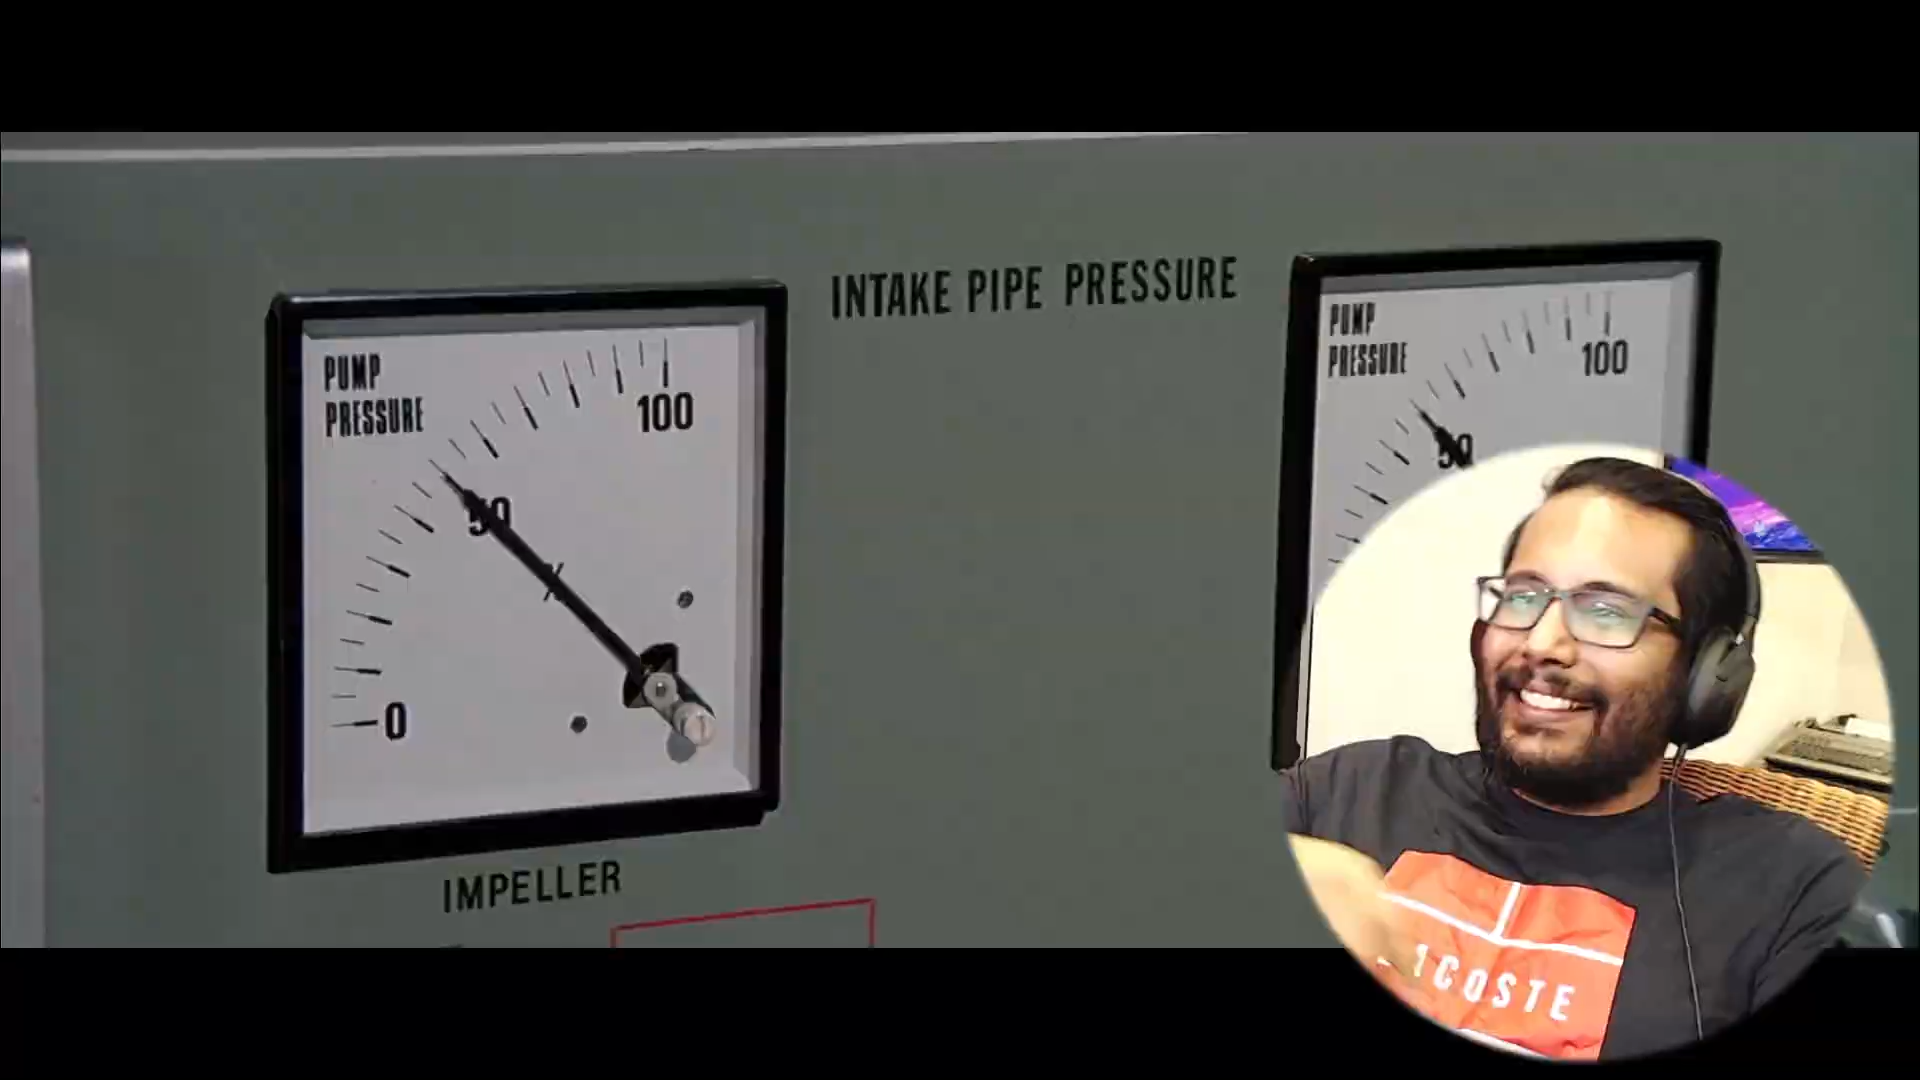 INTAKE PIPE PRESSURE
PUMP
PRESSURE
100
50
%
0
IMPELLER
PUMP
PRESSURE
100
50
COSTE